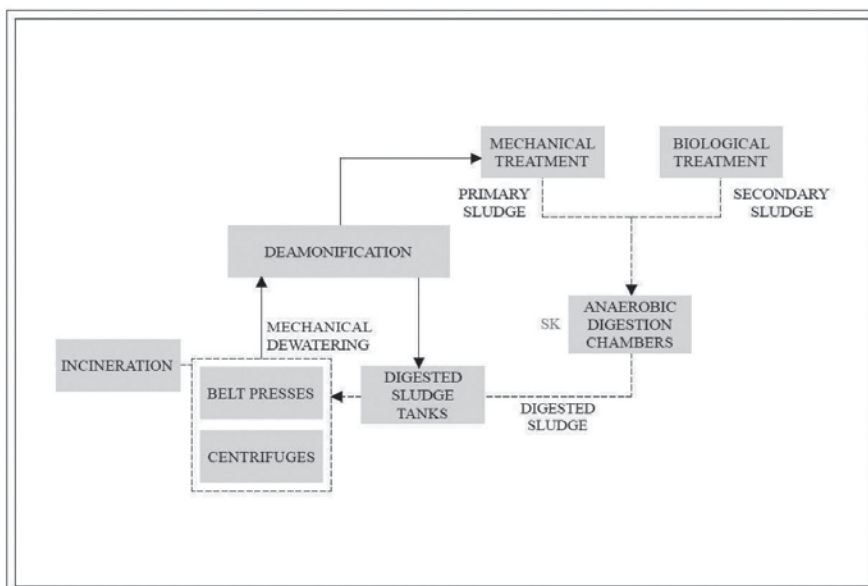 MECHANICAL
TREATMENT
BIOLOGICAL
TREATMENT
PRIMARY
SLUDGE
SECONDARY
SLUDGE
DEAMONIFICATION
SK
ANAEROBIC
DIGESTION
CHAMBERS
MECHANICAL
DEWATERING
INCINERATION
BELT PRESSES
DIGESTED
SLUDGE
TANKS
DIGESTED
SLUDGE
CENTRIFUGES